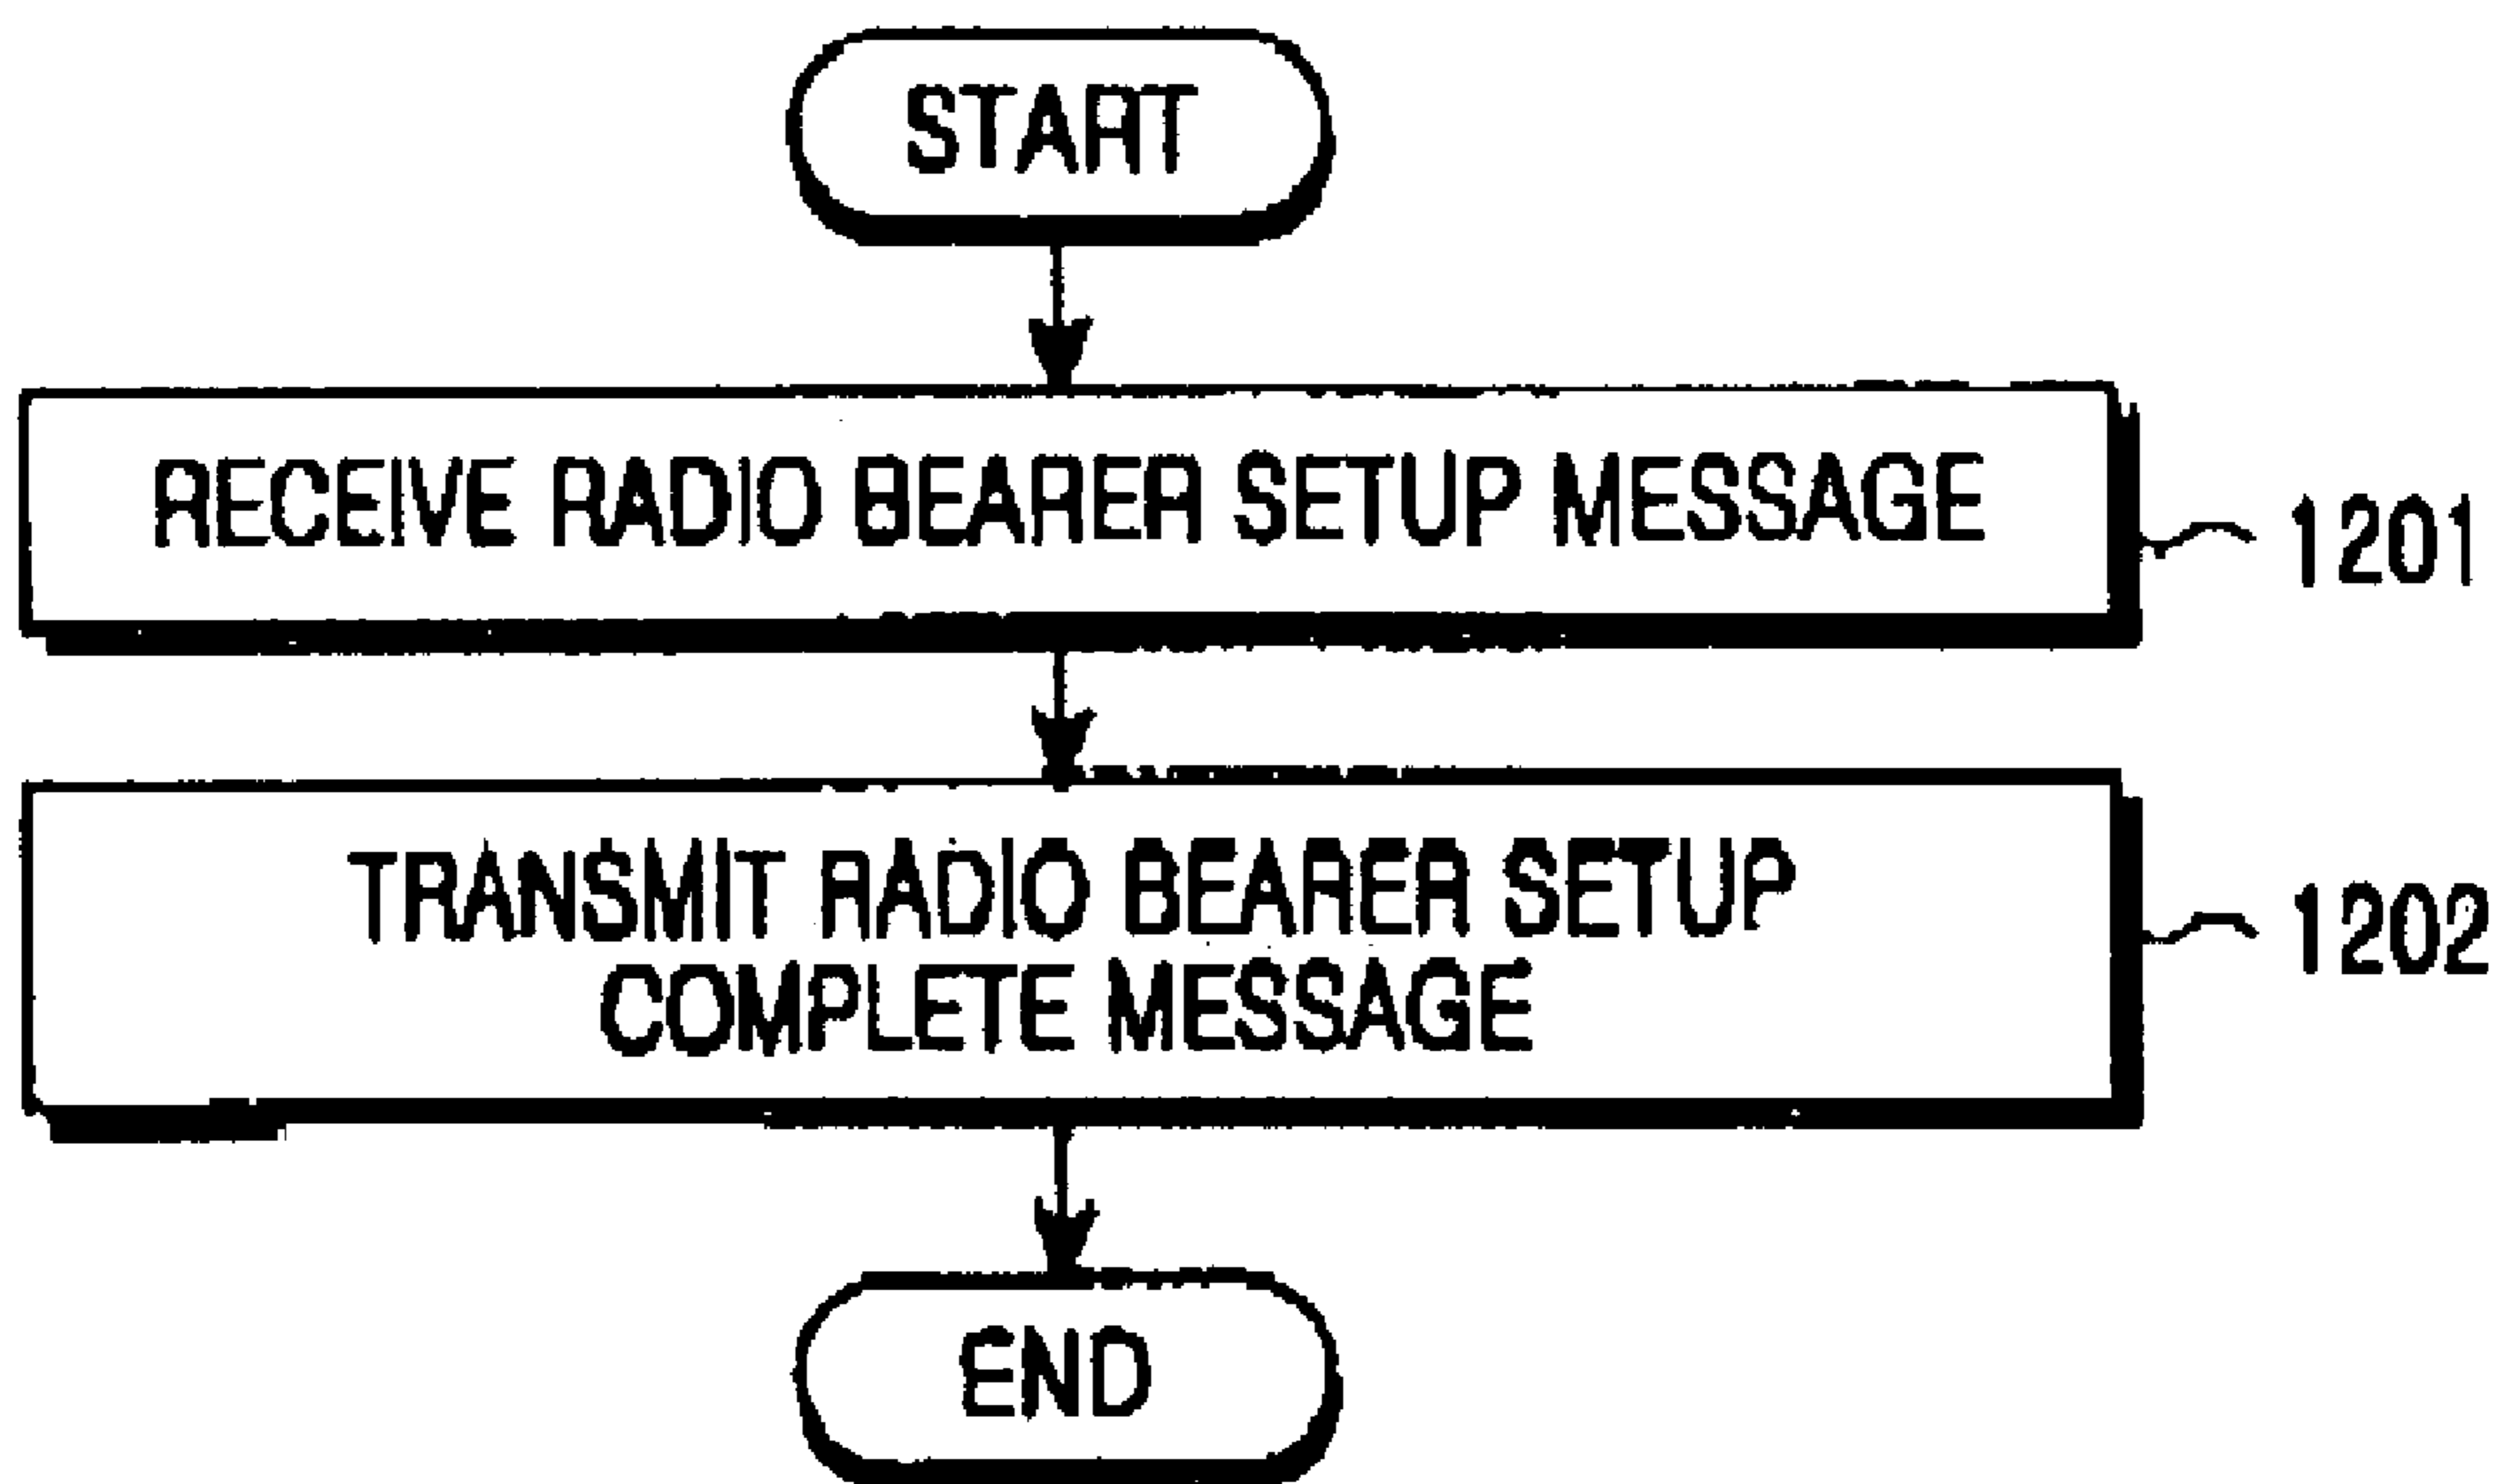 START
RECEIVE RADIO BEARER SETUP MESSAGE
1201
TRANSMIT RADIO BEARER SETUP
COMPLETE MESSAGE
1202
END